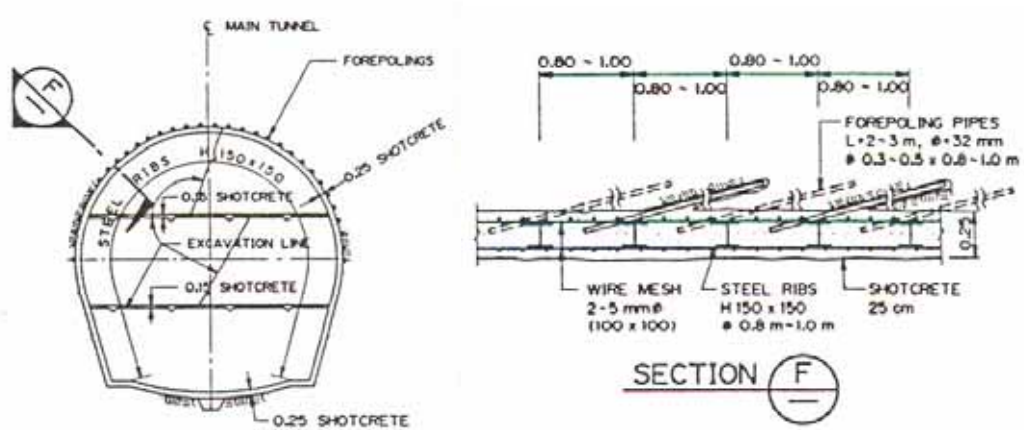 ℄ MAIN TUNNEL
FOREPOLINGS
F
STEEL RIBS H 150 x 150
0.25 SHOTCRETE
0.15 SHOTCRETE
EXCAVATION LINE
0.15 SHOTCRETE
0.25 SHOTCRETE
0.80 ~ 1.00
0.80 ~ 1.00
0.80 ~ 1.00
0.80 ~ 1.00
FOREPOLING PIPES
L=2~3 m, ø=32 mm
@ 0.3~0.5 x 0.8~1.0 m
0.25
WIRE MESH
2-5 mm ø
(100 x 100)
STEEL RIBS
H 150 x 150
@ 0.8 m~1.0 m
SHOTCRETE
25 cm
SECTION F